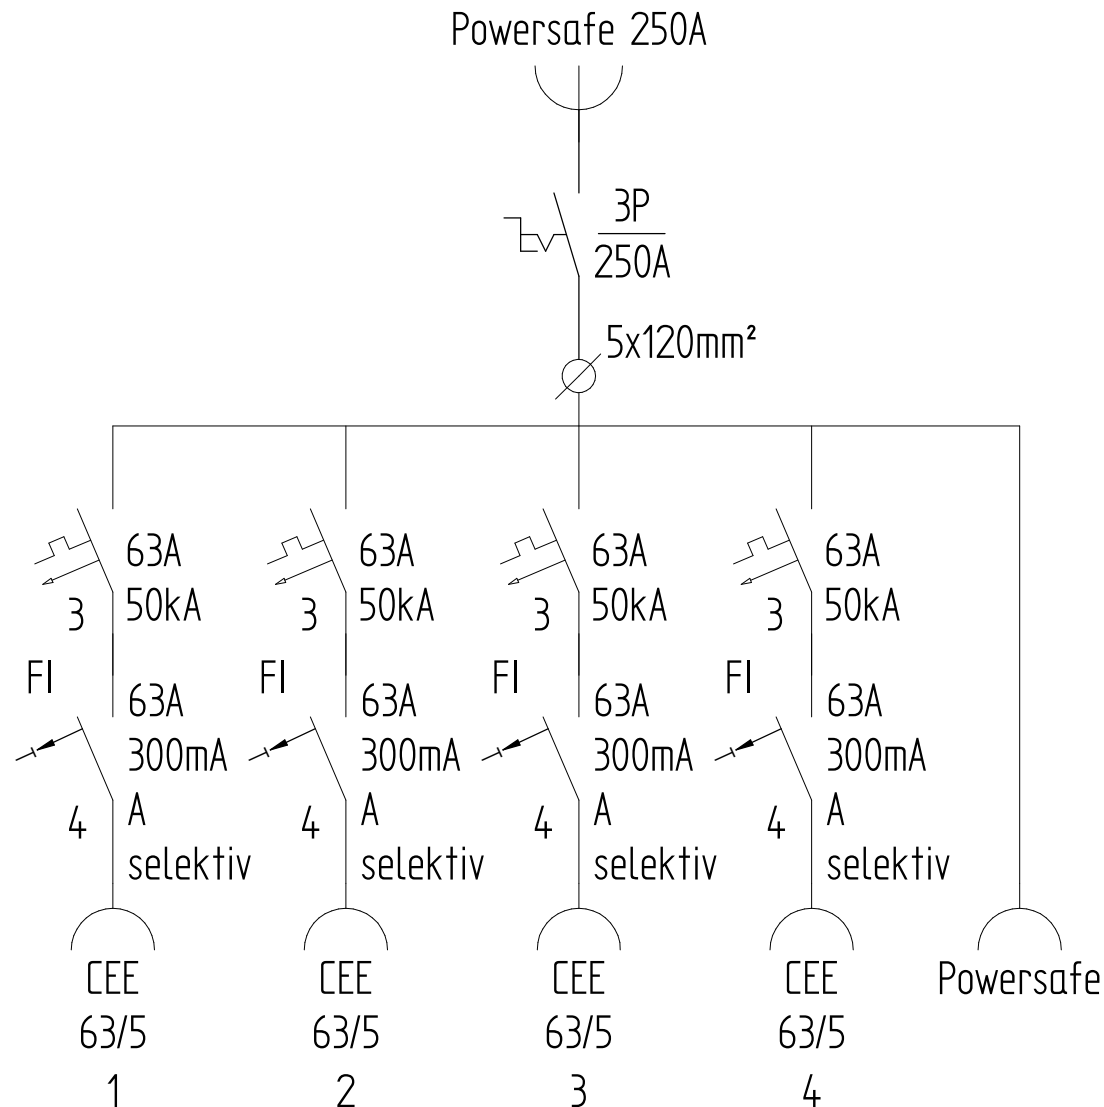 Powersafe 250A
3P
250A
5x120mm²
63A
50kA
3
FI
63A
300mA
A
4
selektiv
CEE
63/5
1
63A
50kA
3
FI
63A
300mA
A
4
selektiv
CEE
63/5
2
63A
50kA
3
FI
63A
300mA
A
4
selektiv
CEE
63/5
3
63A
50kA
3
FI
63A
300mA
A
4
selektiv
CEE
63/5
4
Powersafe